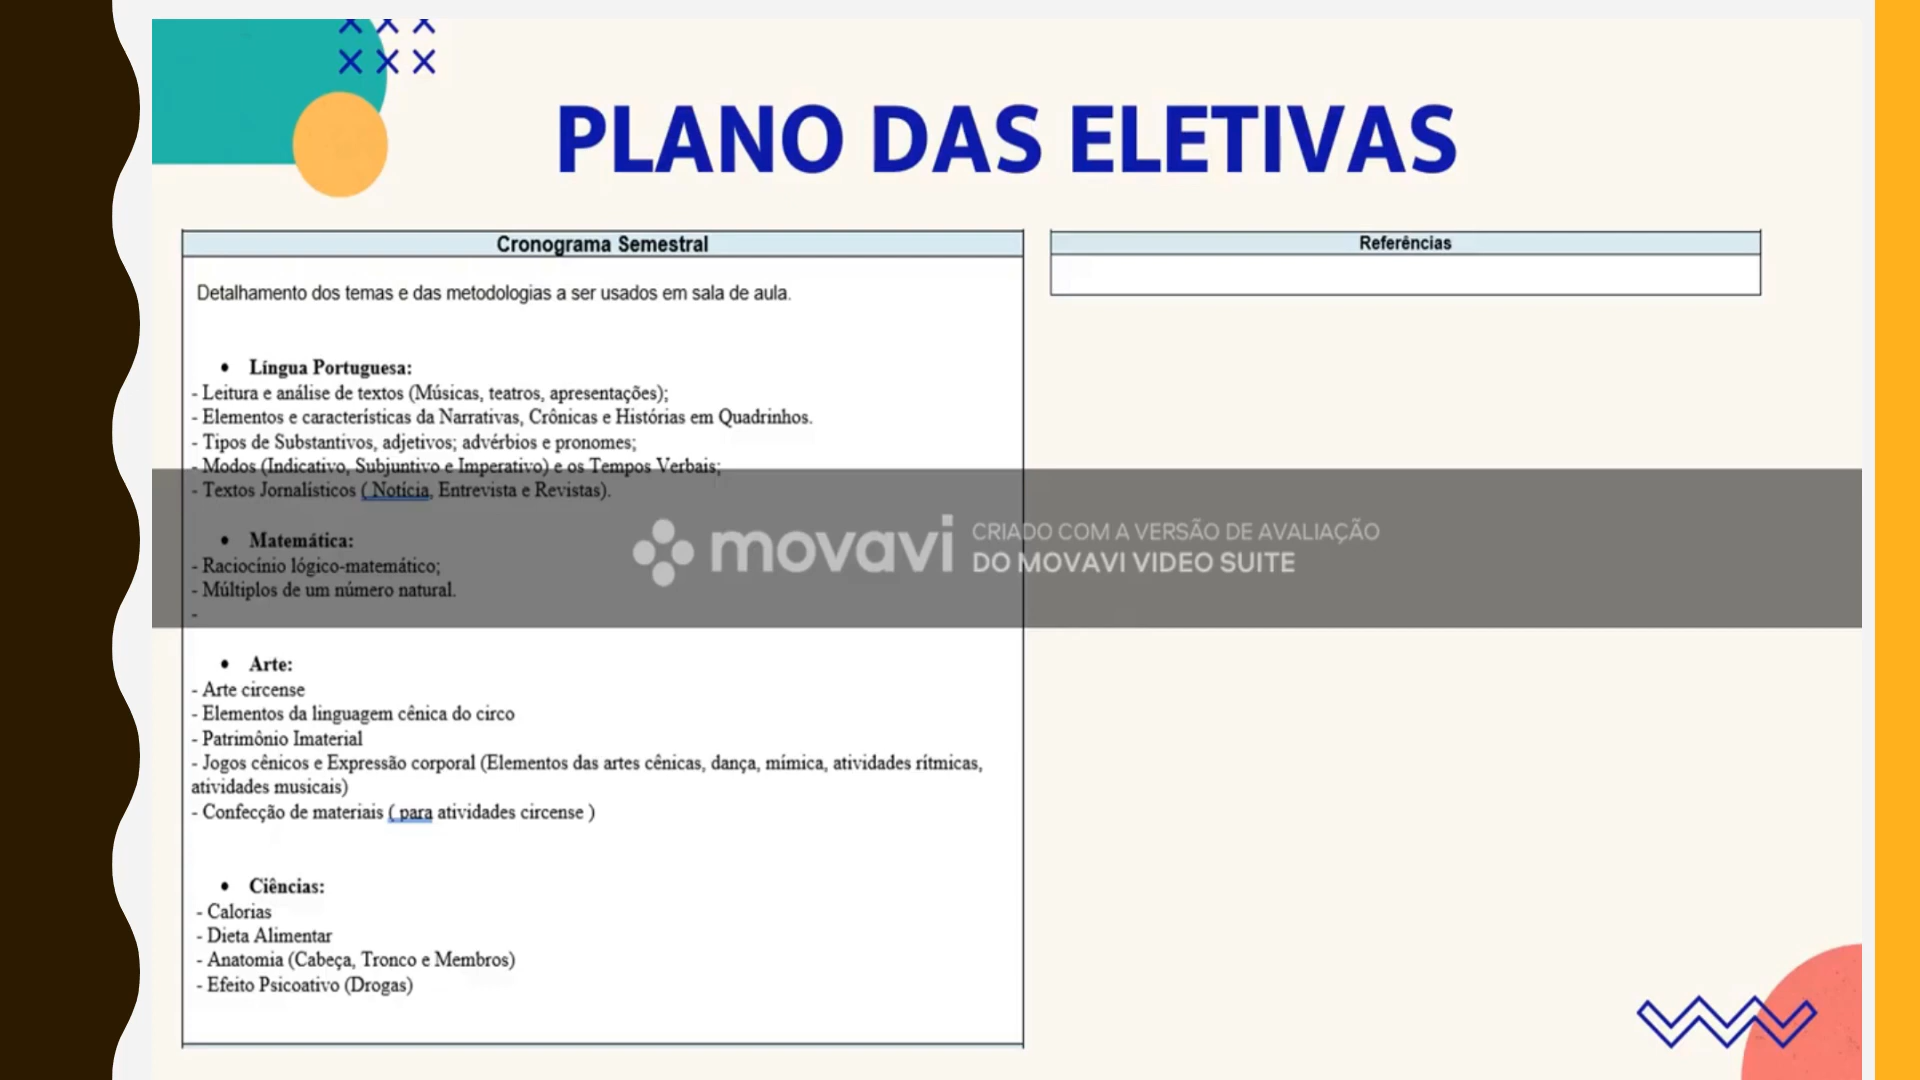 PLANO DAS ELETIVAS
Cronograma Semestral
Detalhamento dos temas e das metodologias a ser usados em sala de aula.
• Língua Portuguesa:
- Leitura e análise de textos (Músicas, teatros, apresentações);
- Elementos e características da Narrativas, Crônicas e Histórias em Quadrinhos.
- Tipos de Substantivos, adjetivos; advérbios e pronomes;
- Modos (Indicativo, Subjuntivo e Imperativo) e os Tempos Verbais;
- Textos Jornalísticos ( Notícia, Entrevista e Revistas).
• Matemática:
- Raciocínio lógico-matemático;
- Múltiplos de um número natural.
-
• Arte:
- Arte circense
- Elementos da linguagem cênica do circo
- Patrimônio Imaterial
- Jogos cênicos e Expressão corporal (Elementos das artes cênicas, dança, mímica, atividades rítmicas,
atividades musicais)
- Confecção de materiais ( para atividades circense )
• Ciências:
- Calorias
- Dieta Alimentar
- Anatomia (Cabeça, Tronco e Membros)
- Efeito Psicoativo (Drogas)
Referências
movavi
CRIADO COM A VERSÃO DE AVALIAÇÃO
DO MOVAVI VIDEO SUITE